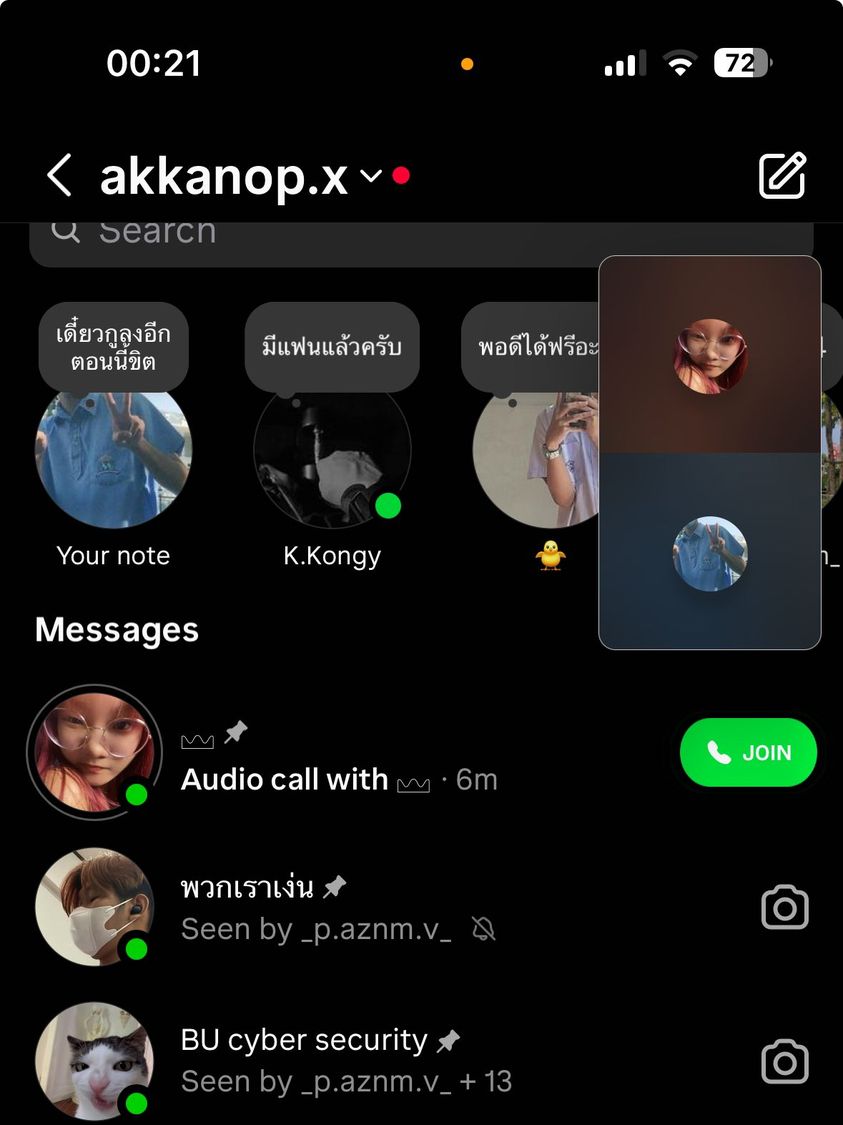 00:21
72
akkanop.x
Search
เดี๋ยวกูลงอีก
ตอนนี้ขิต
มีแฟนแล้วครับ
พอดีได้ฟรีอะ
Your note
K.Kongy
Messages
Audio call with · 6m
JOIN
พวกเราเง่น
Seen by _p.aznm.v_
BU cyber security
Seen by _p.aznm.v_ + 13